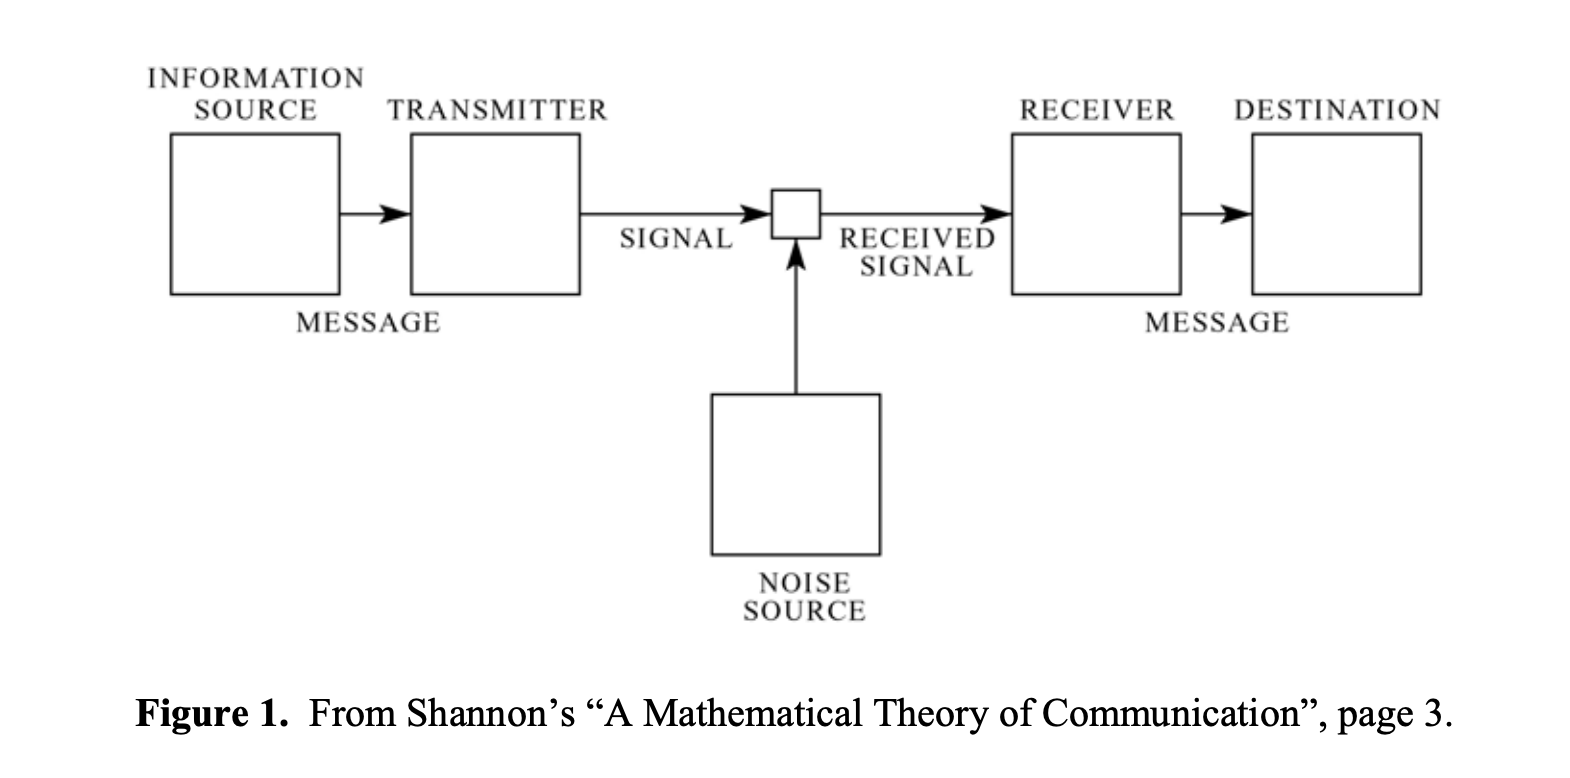 INFORMATION
SOURCE
TRANSMITTER
RECEIVER
DESTINATION
SIGNAL
RECEIVED
SIGNAL
MESSAGE
MESSAGE
NOISE
SOURCE
Figure 1. From Shannon’s “A Mathematical Theory of Communication”, page 3.